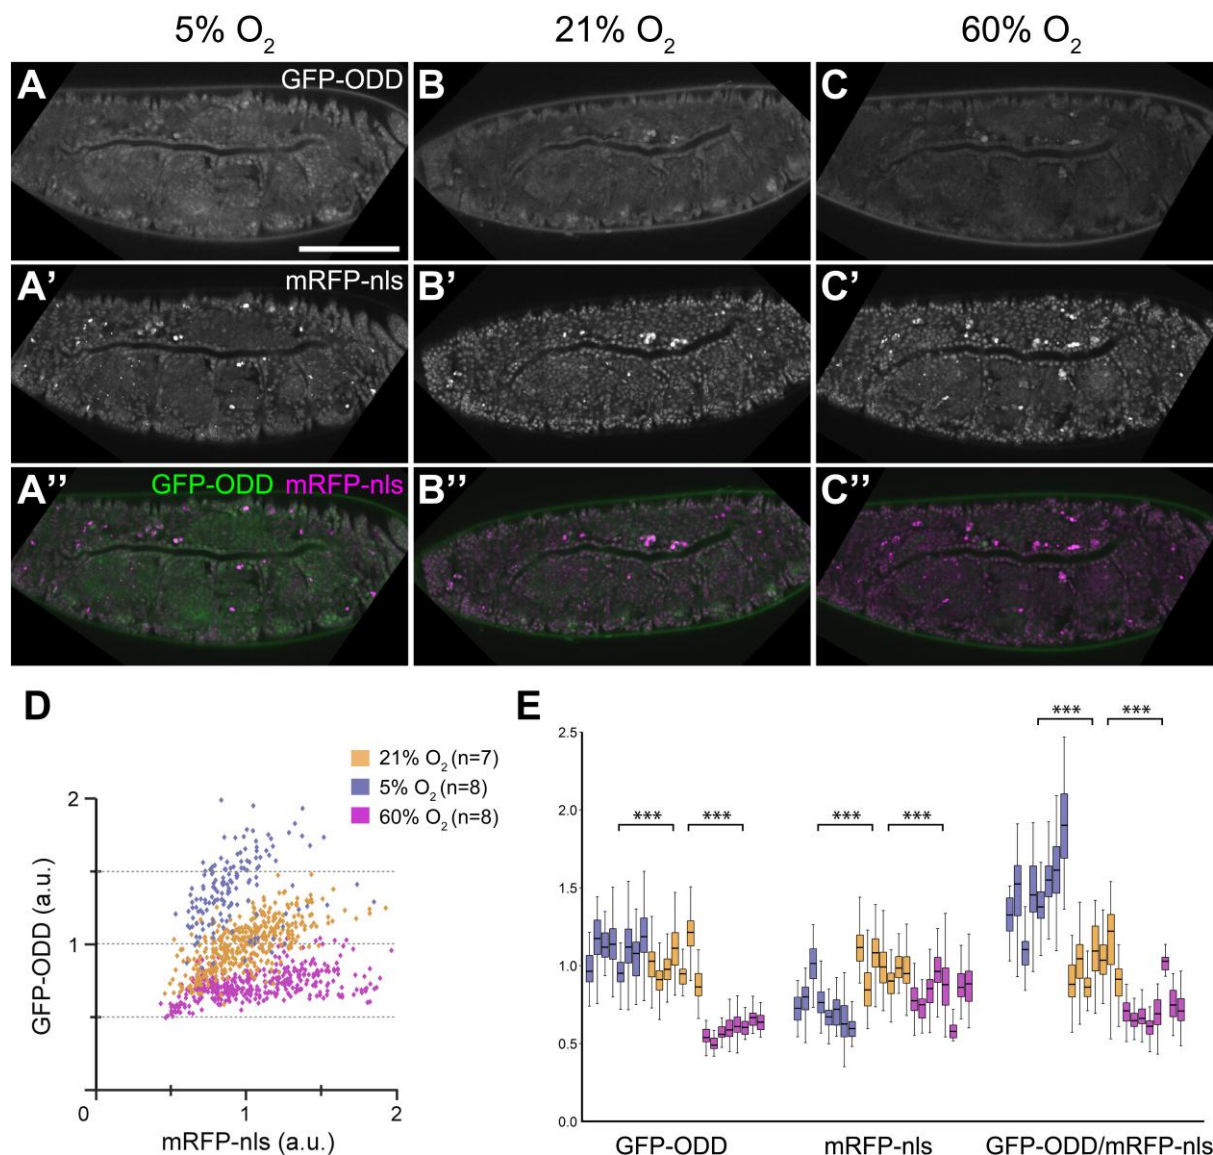 5% O2 21% O2 60% O2
A GFP-ODD B C
A' mRFP-nls B' C'
A'' GFP-ODD mRFP-nls B'' C''
D E
21% O2 (n=7)
5% O2 (n=8)
60% O2 (n=8)
2
1
0 1 2
GFP-ODD (a.u.)
mRFP-nls (a.u.)
*** ***
*** *** *** ***
2.5
2.0
1.5
1.0
0.5
0.0
GFP-ODD mRFP-nls GFP-ODD/mRFP-nls